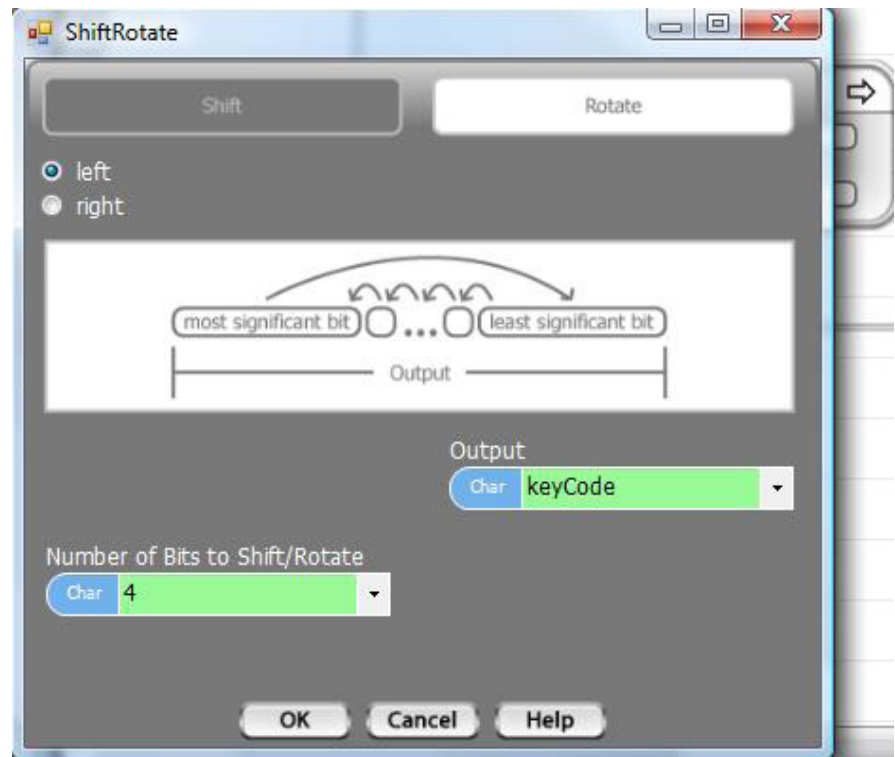 ShiftRotate
Shift Rotate
left
right
most significant bit ... least significant bit
Output
Output
Char keyCode
Number of Bits to Shift/Rotate
Char 4
OK Cancel Help